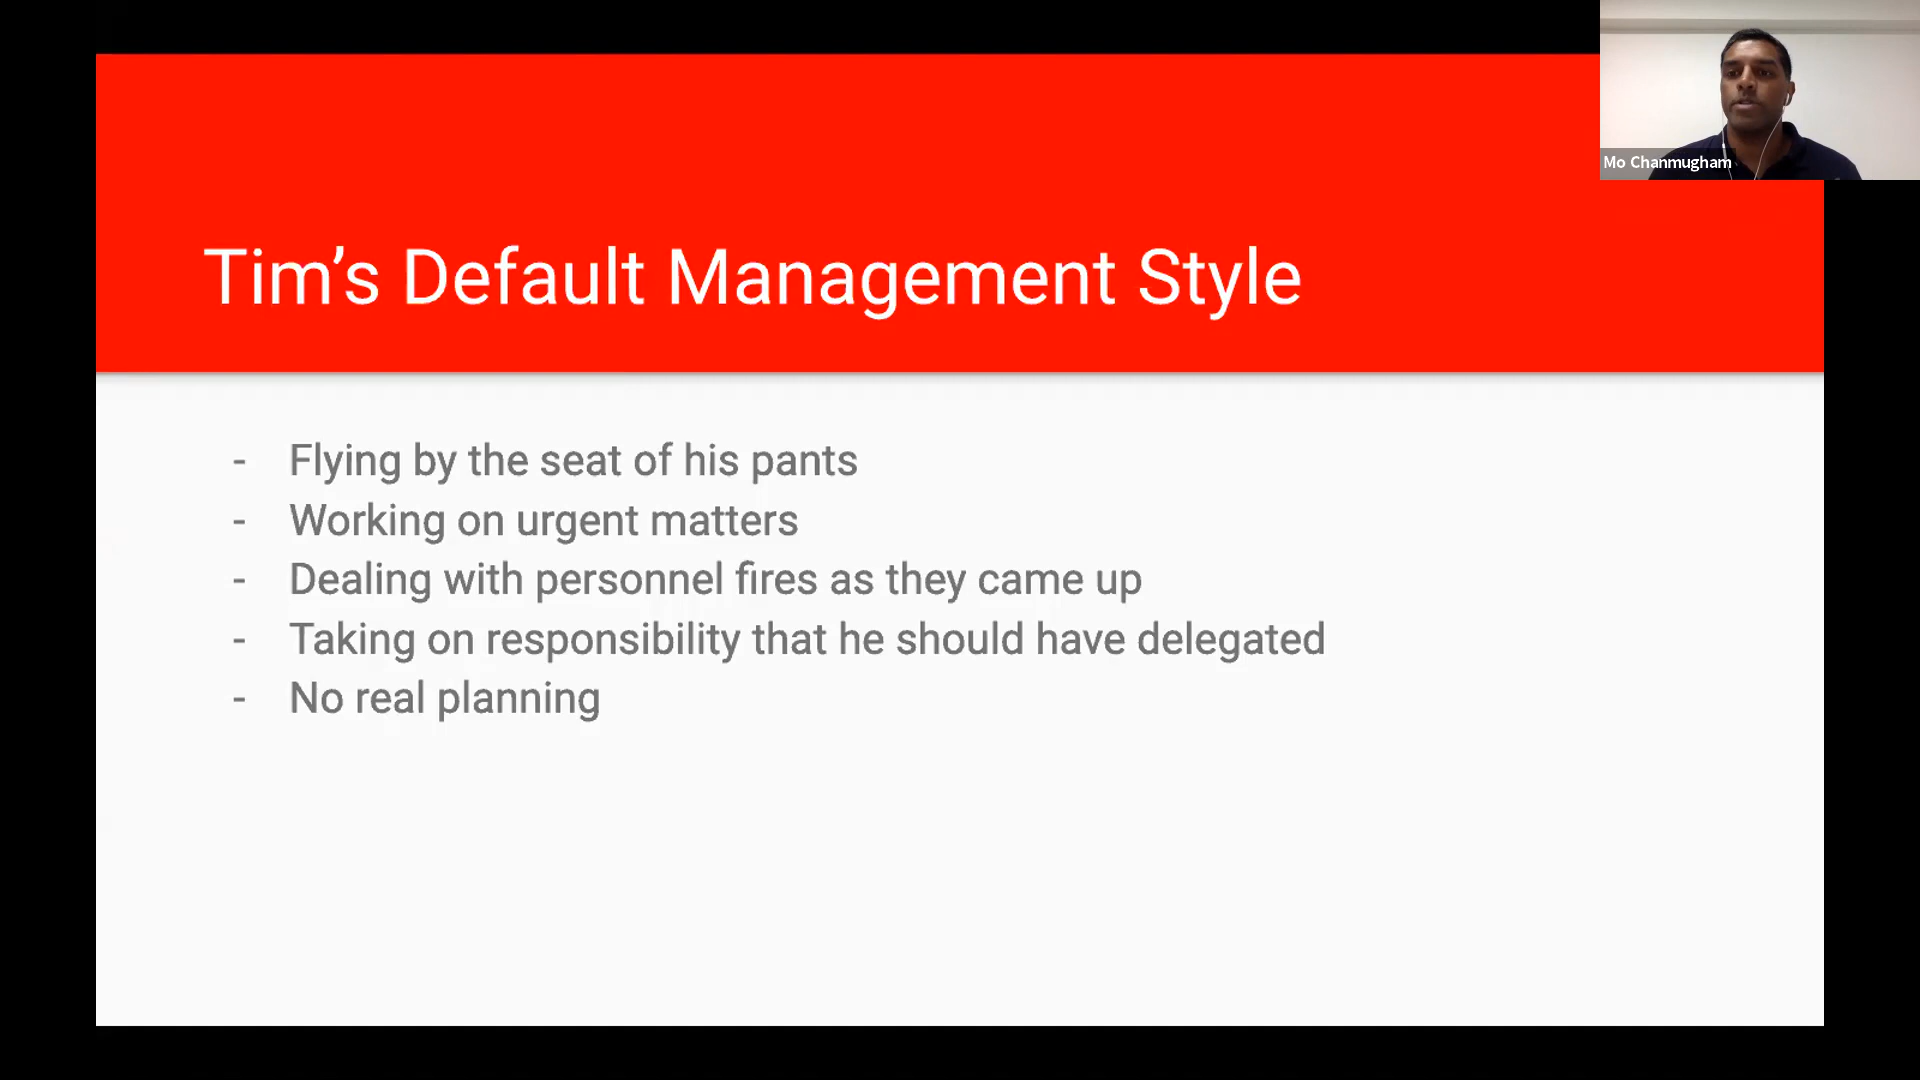 Mo Chanmugham
Tim’s Default Management Style
- Flying by the seat of his pants
- Working on urgent matters
- Dealing with personnel fires as they came up
- Taking on responsibility that he should have delegated
- No real planning